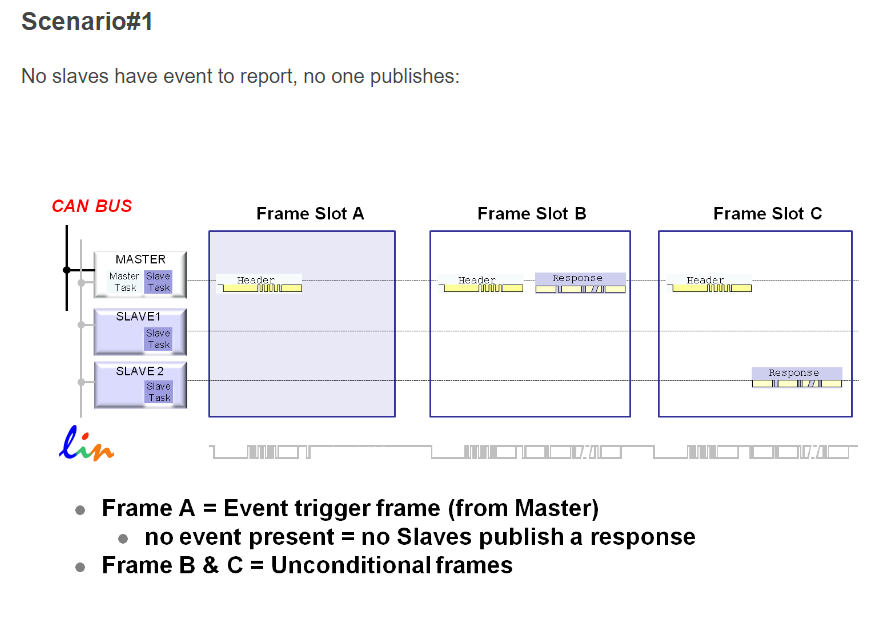 Scenario#1
No slaves have event to report, no one publishes:
CAN BUS
Frame Slot A
Frame Slot B
Frame Slot C
MASTER
Master Task
Slave Task
Header
Header
Response
Header
SLAVE1
Slave Task
SLAVE 2
Slave Task
Response
lin
Frame A = Event trigger frame (from Master)
no event present = no Slaves publish a response
Frame B & C = Unconditional frames